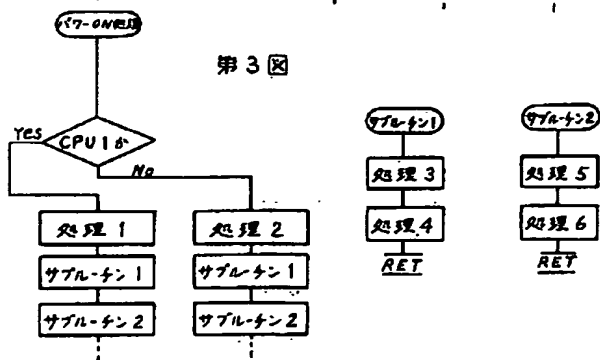 パワーON処理
第3図
CPU1か
Yes
No
処理1
サブルーチン1
サブルーチン2
処理2
サブルーチン1
サブルーチン2
サブルーチン1
処理3
処理4
RET
サブルーチン2
処理5
処理6
RET